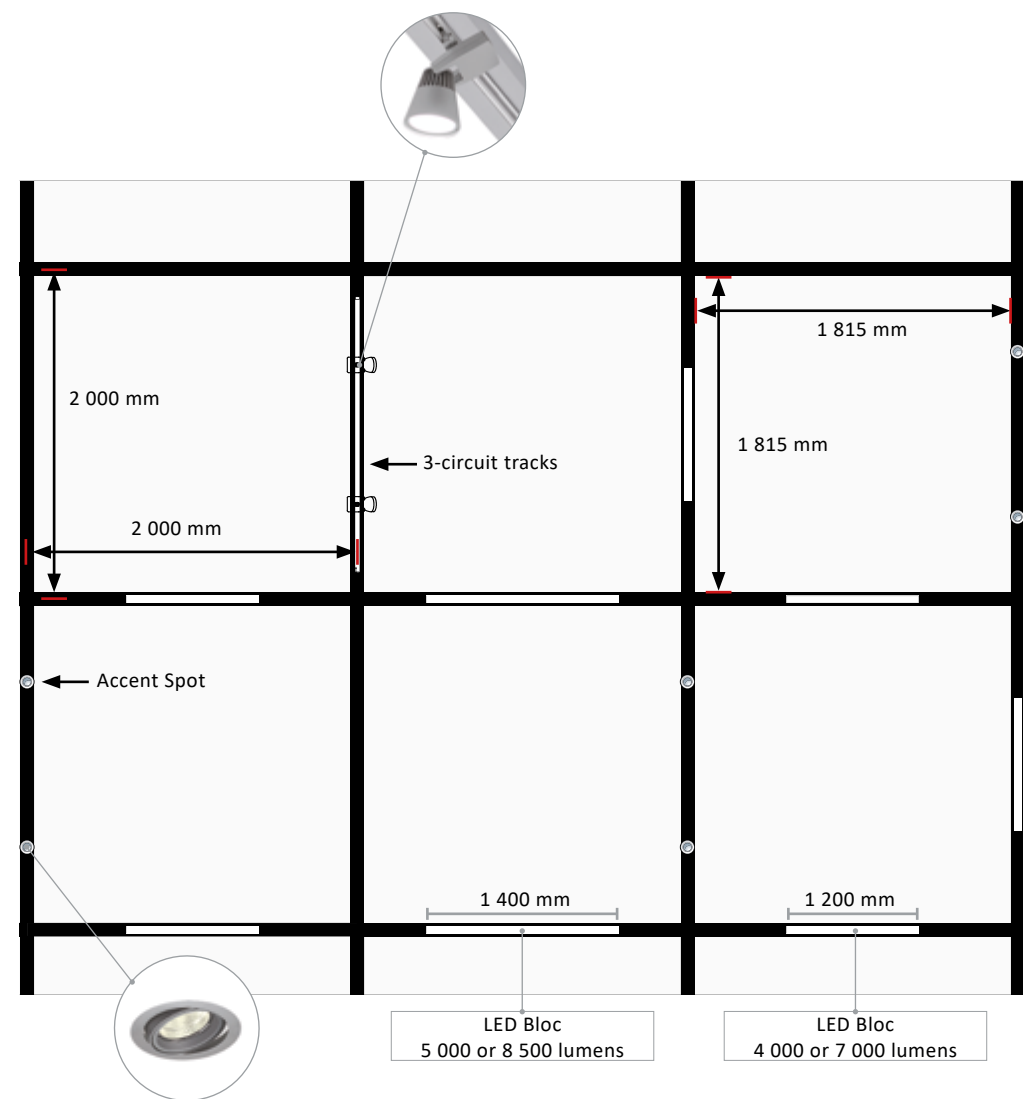 1 815 mm
2 000 mm
1 815 mm
3-circuit tracks
2 000 mm
Accent Spot
1 400 mm
1 200 mm
LED Bloc
5 000 or 8 500 lumens
LED Bloc
4 000 or 7 000 lumens